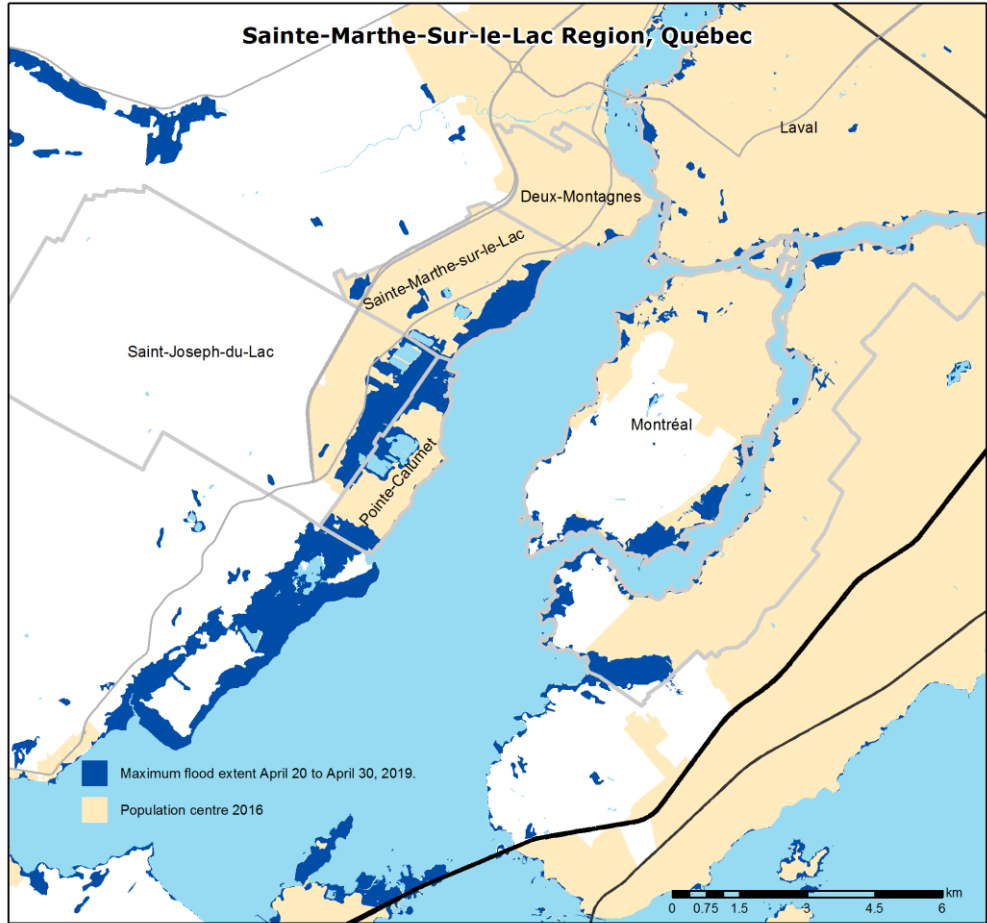 Sainte-Marthe-Sur-le-Lac Region, Québec
Laval
Deux-Montagnes
Sainte-Marthe-sur-le-Lac
Saint-Joseph-du-Lac
Montréal
Pointe-Calumet
Maximum flood extent April 20 to April 30, 2019.
Population centre 2016
km
0 0.75 1.5 3 4.5 6